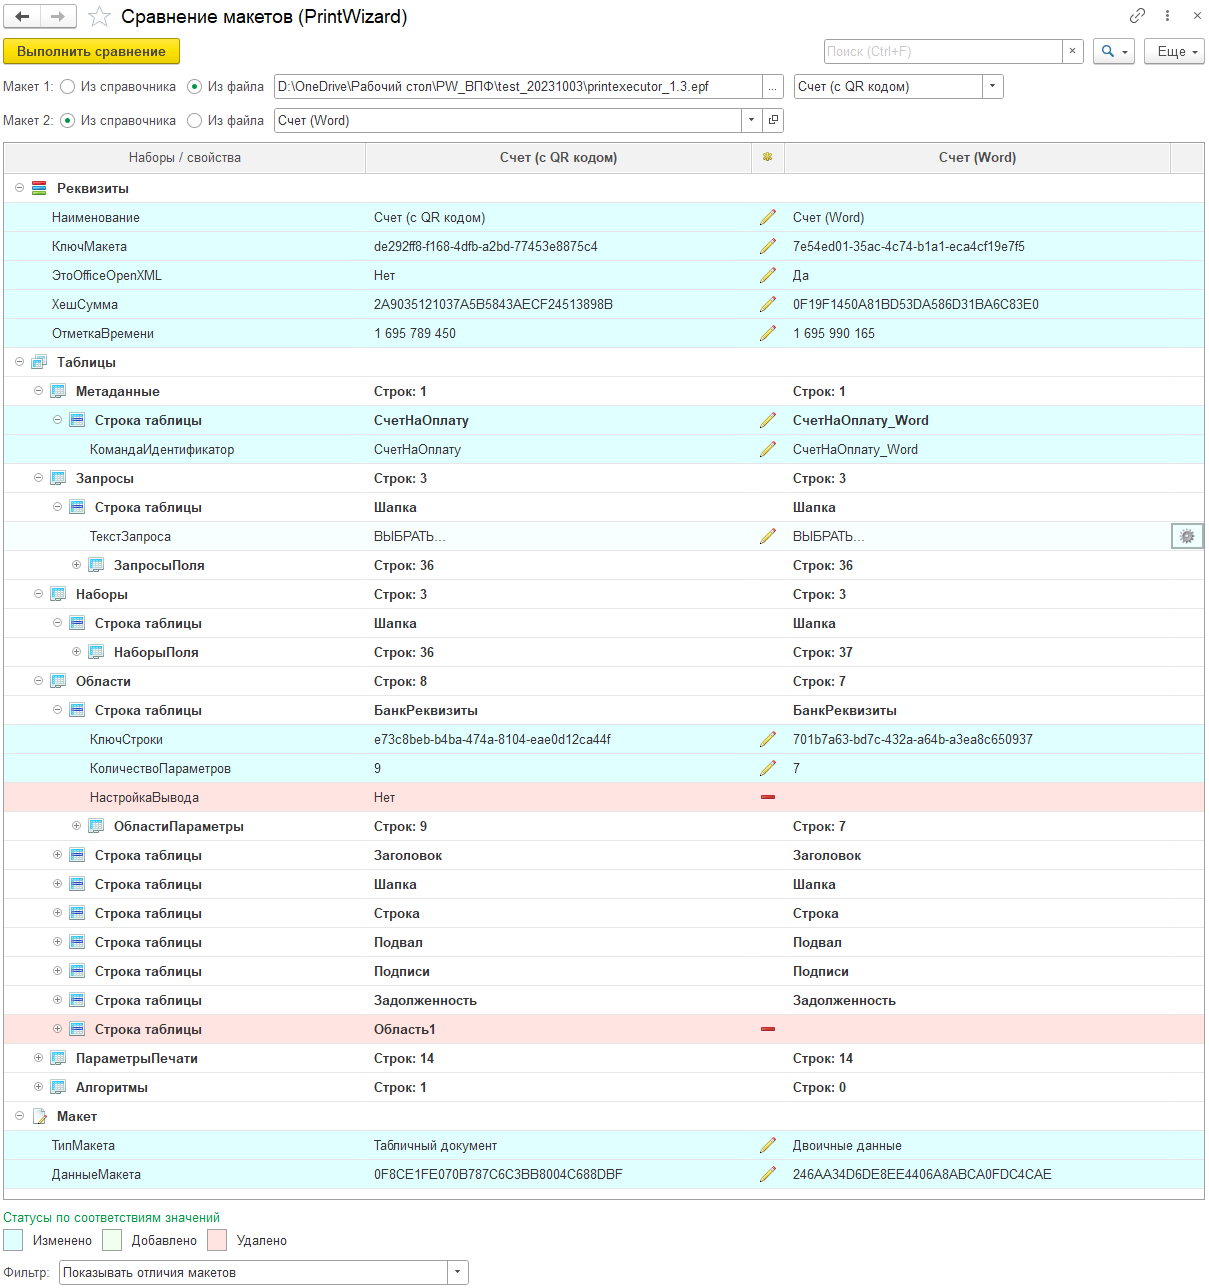 Сравнение макетов (PrintWizard)
Выполнить сравнение Поиск (Ctrl+F) × Еще
Макет 1: Из справочника Из файла D:\OneDrive\Рабочий стол\PW_ВПФ\test_20231003\printexecutor_1.3.epf ... Счет (с QR кодом)
Макет 2: Из справочника Из файла Счет (Word)
Наборы / свойства Счет (с QR кодом) Счет (Word)
Реквизиты
Наименование Счет (с QR кодом) Счет (Word)
КлючМакета de292ff8-f168-4dfb-a2bd-77453e8875c4 7e54ed01-35ac-4c74-b1a1-eca4cf19e7f5
ЭтоOfficeOpenXML Нет Да
ХешСумма 2A9035121037A5B5843AECF24513898B 0F19F1450A81BD53DA586D31BA6C83E0
ОтметкаВремени 1 695 789 450 1 695 990 165
Таблицы
Метаданные Строк: 1 Строк: 1
Строка таблицы СчетНаОплату СчетНаОплату_Word
КомандаИдентификатор СчетНаОплату СчетНаОплату_Word
Запросы Строк: 3 Строк: 3
Строка таблицы Шапка Шапка
ТекстЗапроса ВЫБРАТЬ... ВЫБРАТЬ...
ЗапросыПоля Строк: 36 Строк: 36
Наборы Строк: 3 Строк: 3
Строка таблицы Шапка Шапка
НаборыПоля Строк: 36 Строк: 37
Области Строк: 8 Строк: 7
Строка таблицы БанкРеквизиты БанкРеквизиты
КлючСтроки e73c8beb-b4ba-474a-8104-eae0d12ca44f 701b7a63-bd7c-432a-a64b-a3ea8c650937
КоличествоПараметров 9 7
НастройкаВывода Нет
ОбластиПараметры Строк: 9 Строк: 7
Строка таблицы Заголовок Заголовок
Строка таблицы Шапка Шапка
Строка таблицы Строка Строка
Строка таблицы Подвал Подвал
Строка таблицы Подписи Подписи
Строка таблицы Задолженность Задолженность
Строка таблицы Область1
ПараметрыПечати Строк: 14 Строк: 14
Алгоритмы Строк: 1 Строк: 0
Макет
ТипМакета Табличный документ Двоичные данные
ДанныеМакета 0F8CE1FE070B787C6C3BB8004C688DBF 246AA34D6DE8EE4406A8ABCA0FDC4CAE
Статусы по соответствиям значений
Изменено Добавлено Удалено
Фильтр: Показывать отличия макетов